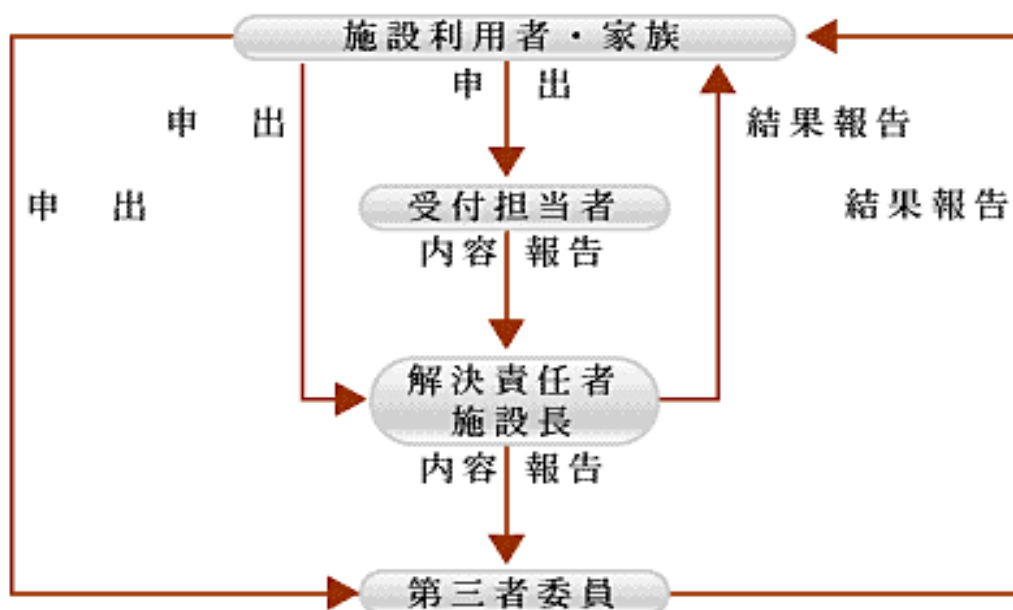 施設利用者・家族
申 出
申 出
結果報告
申 出
受付担当者
結果報告
内容 報告
解決責任者
施設長
内容 報告
第三者委員